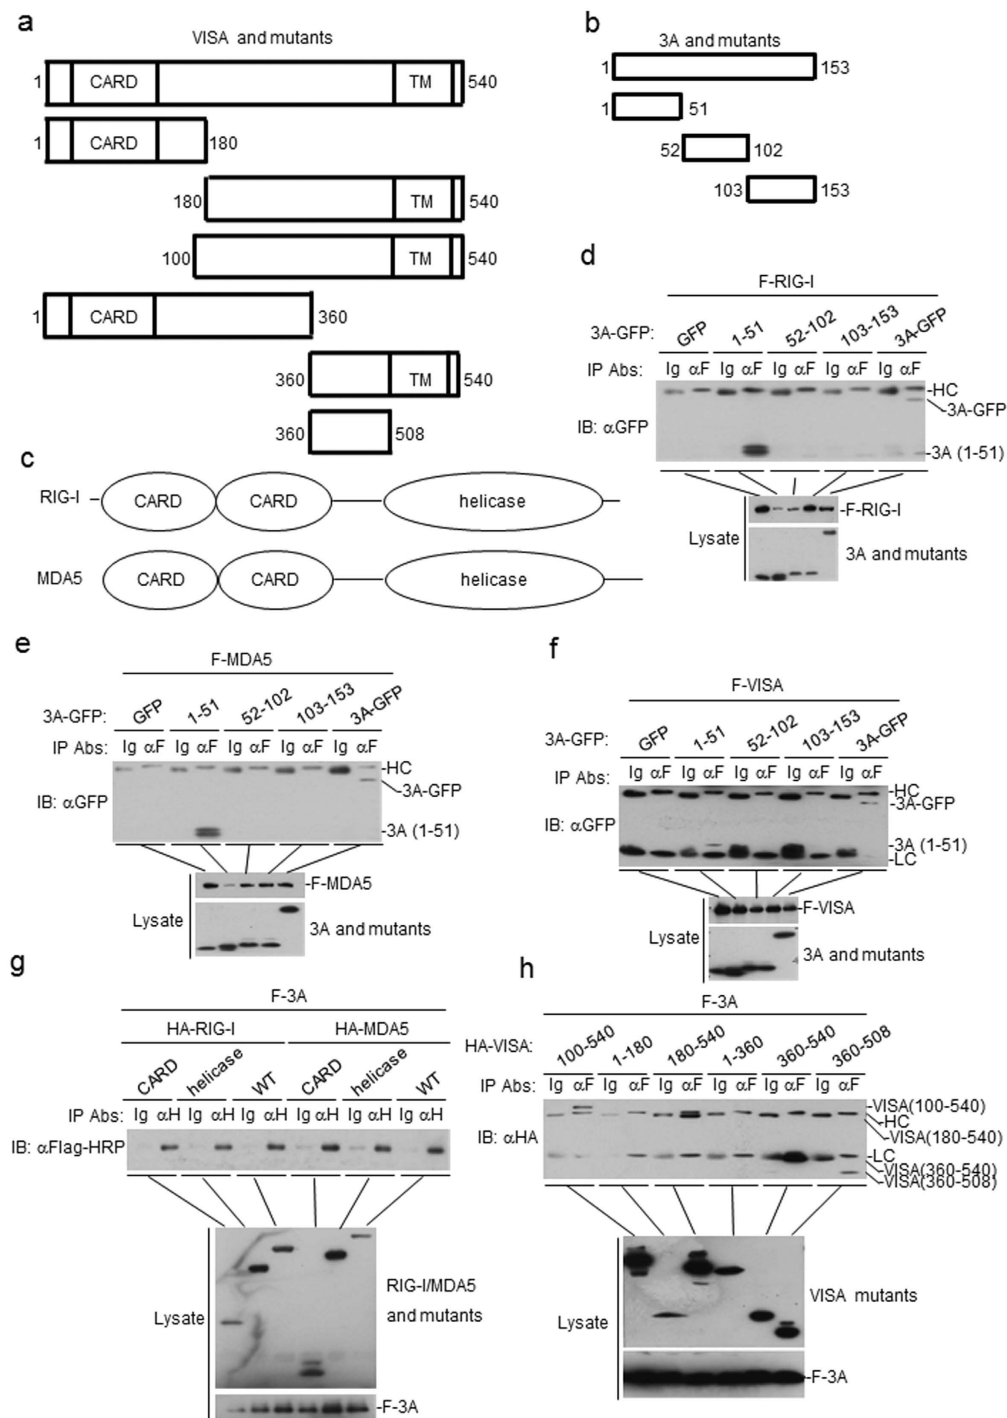 a
VISA and mutants
1 CARD TM 540
1 CARD 180
180 TM 540
100 TM 540
1 CARD 360
360 TM 540
360 508
b
3A and mutants
1 153
1 51
52 102
103 153
c
RIG-I CARD CARD helicase
MDA5 CARD CARD helicase
d
F-RIG-I
3A-GFP: GFP 1-51 52-102 103-153 3A-GFP
IP Abs: Ig αF Ig αF Ig αF Ig αF Ig αF
IB: αGFP
-HC
3A-GFP
-3A (1-51)
Lysate
-F-RIG-I
3A and mutants
e
F-MDA5
3A-GFP: GFP 1-51 52-102 103-153 3A-GFP
IP Abs: Ig αF Ig αF Ig αF Ig αF Ig αF
IB: αGFP
-HC
3A-GFP
-3A (1-51)
Lysate
-F-MDA5
3A and mutants
f
F-VISA
3A-GFP: GFP 1-51 52-102 103-153 3A-GFP
IP Abs: Ig αF Ig αF Ig αF Ig αF Ig αF
IB: αGFP
-HC
-3A-GFP
-3A (1-51)
-LC
Lysate
-F-VISA
3A and mutants
g
F-3A
HA-RIG-I HA-MDA5
CARD helicase WT CARD helicase WT
IP Abs: Ig αH Ig αH Ig αH Ig αH Ig αH Ig αH
IB: αFlag-HRP
Lysate
RIG-I/MDA5
and mutants
-F-3A
h
F-3A
HA-VISA: 100-540 1-180 180-540 1-360 360-540 360-508
IP Abs: Ig αF Ig αF Ig αF Ig αF Ig αF Ig αF
IB: αHA
-VISA(100-540)
-HC
-VISA(180-540)
-LC
-VISA(360-540)
-VISA(360-508)
Lysate
VISA mutants
-F-3A